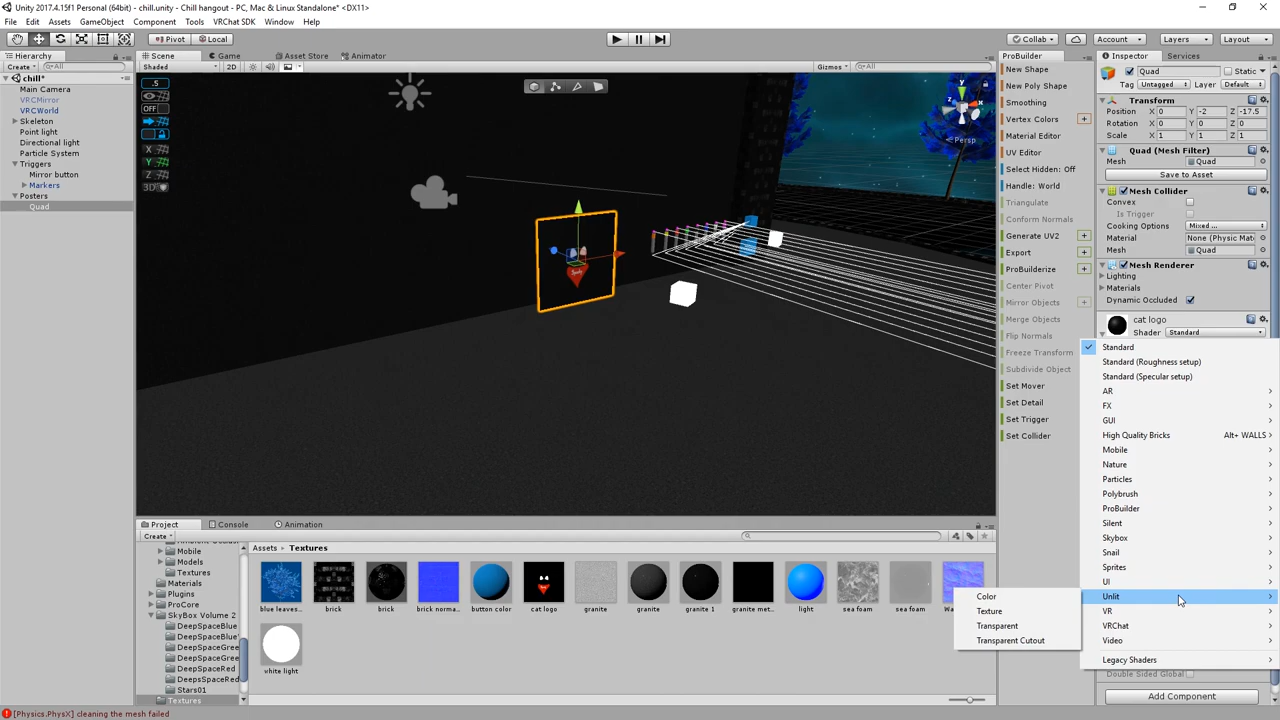 Unity 2017.4.15f1 Personal (64bit) - chill.unity - Chill hangout - PC, Mac & Linux Standalone* <DX11>
File Edit Assets GameObject Component Tools VRChat SDK Window Help
Pivot Local Collab Account Layers Layout
Hierarchy
Create All
chill*
Main Camera
VRCMirror
VRCWorld
Skeleton
Point light
Directional light
Particle System
Triggers
Mirror button
Markers
Posters
Quad
Scene Game Asset Store Animator
Shaded 2D Gizmos All
.5
OFF
X
Y
Z
3D
y
x
z
Persp
ProBuilder
New Shape
New Poly Shape
Smoothing
Vertex Colors +
Material Editor
UV Editor
Select Hidden: Off
Handle: World
Triangulate
Conform Normals
Generate UV2 +
Export +
ProBuilderize +
Center Pivot
Mirror Objects +
Merge Objects
Flip Normals
Freeze Transform
Subdivide Object
Set Mover
Set Detail
Set Trigger
Set Collider
Inspector Services
Quad Static
Tag Untagged Layer Default
Transform
Position X 0 Y -2 Z -17.5
Rotation X 0 Y 0 Z 0
Scale X 1 Y 1 Z 1
Quad (Mesh Filter)
Mesh Quad
Save to Asset
Mesh Collider
Convex
Is Trigger
Cooking Options Mixed ...
Material None (Physic Mat
Mesh Quad
Mesh Renderer
Lighting
Materials
Dynamic Occluded
cat logo
Shader Standard
Standard
Standard (Roughness setup)
Standard (Specular setup)
AR
FX
GUI
High Quality Bricks Alt+ WALLS
Mobile
Nature
Particles
Polybrush
ProBuilder
Silent
Skybox
Snail
Sprites
UI
Unlit
VR
VRChat
Video
Legacy Shaders
Color
Texture
Transparent
Transparent Cutout
Double Sided Global
Add Component
Project Console Animation
Create
Mobile
Models
Textures
Materials
Plugins
ProCore
SkyBox Volume 2
DeepSpaceBlue
DeepSpaceBlue
DeepSpaceGree
DeepSpaceGree
DeepSpaceRed
DeepSpaceRed
Stars01
Textures
Assets Textures
blue leaves... brick brick brick norma... button color cat logo granite granite granite 1 granite met... light sea foam sea foam
white light
[Physics.PhysX] cleaning the mesh failed